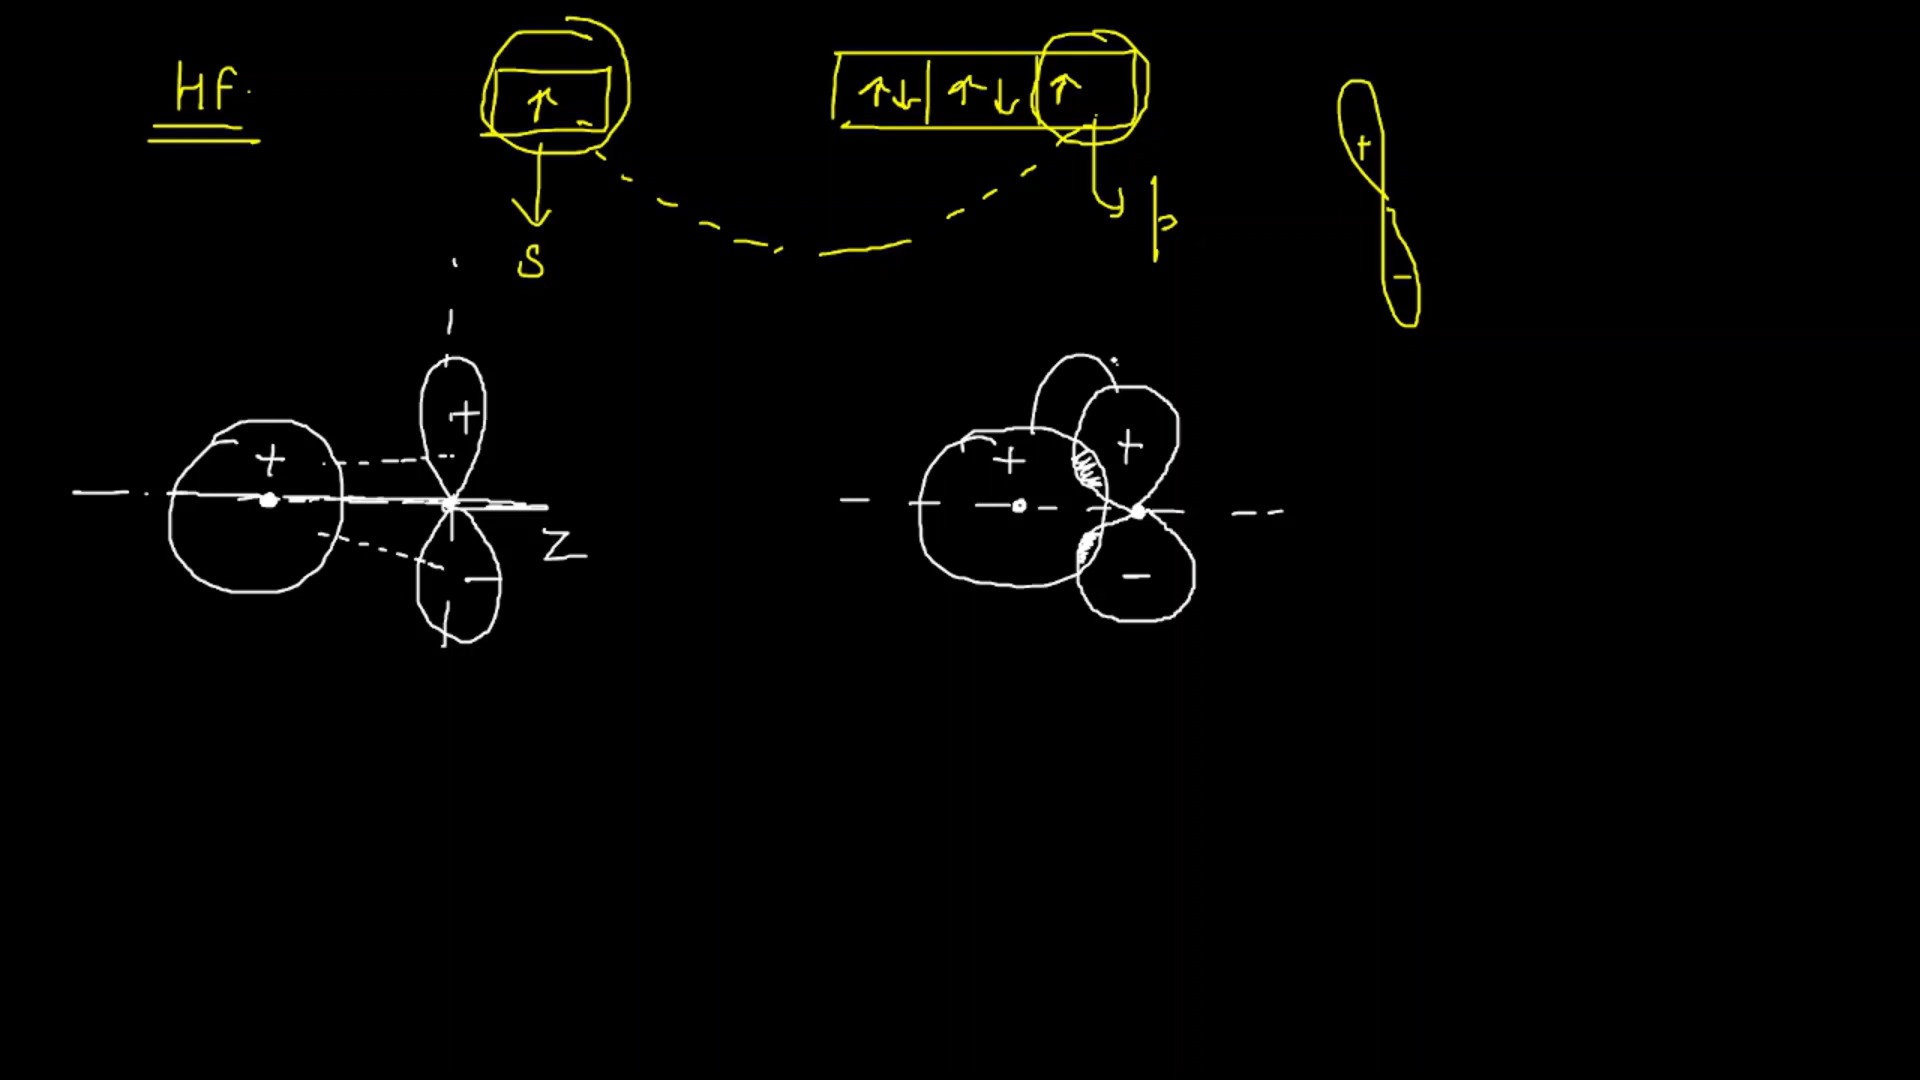 HF
↑
↑↓ ↑↓ ↑
s
p
+
-
+
+
-
z
+
+
-